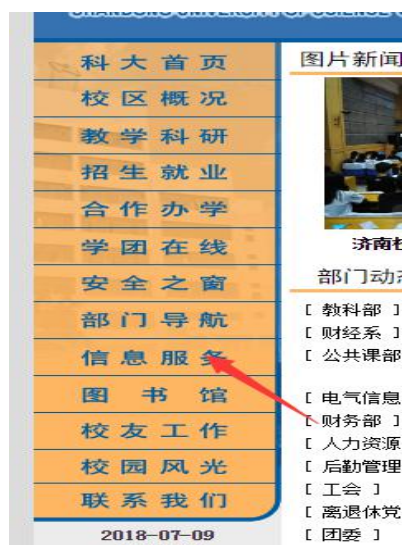 科大首页
校区概况
教学科研
招生就业
合作办学
学团在线
安全之窗
部门导航
信息服务
图书馆
校友工作
校园风光
联系我们
2018-07-09
图片新闻
济南
部门动态
[ 教科部 ]
[ 财经系 ]
[ 公共课部
[ 电气信息
[ 财务部 ]
[ 人力资源
[ 后勤管理
[ 工会 ]
[ 离退休党
[ 团委 ]